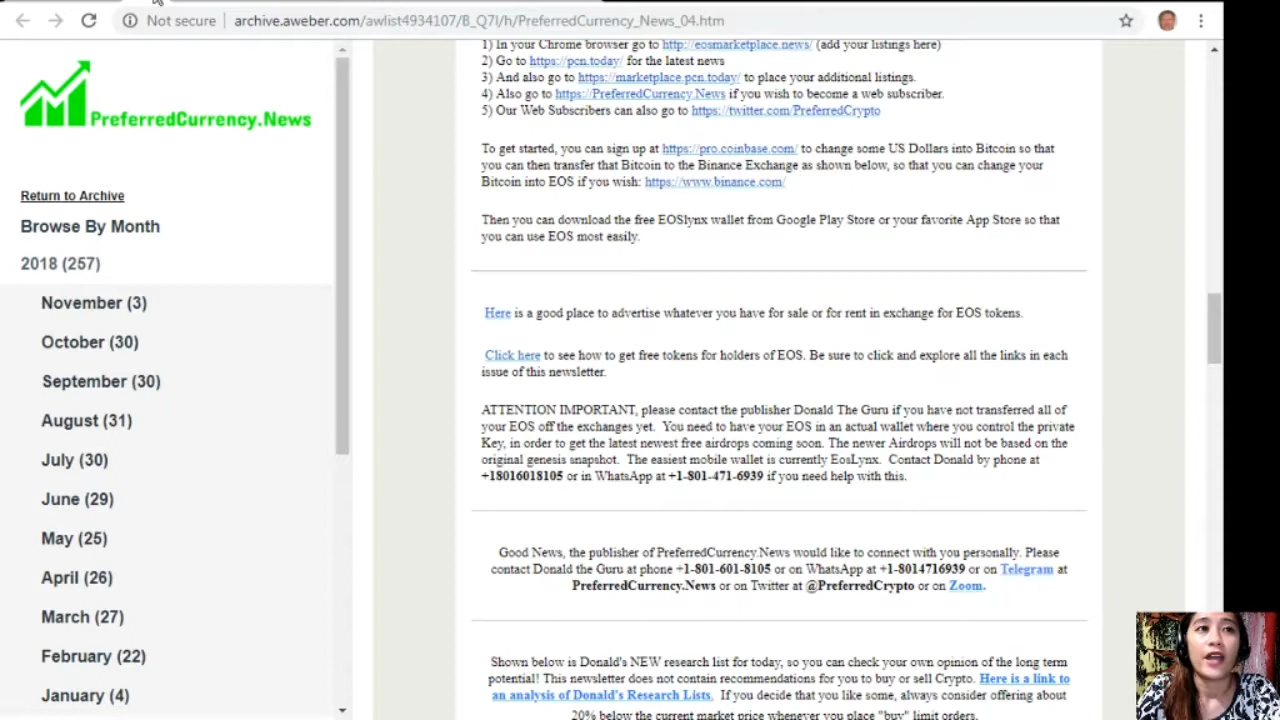 Not secure | archive.aweber.com/awlist4934107/B_Q7I/h/PreferredCurrency_News_04.htm
PreferredCurrency.News
Return to Archive
Browse By Month
2018 (257)
November (3)
October (30)
September (30)
August (31)
July (30)
June (29)
May (25)
April (26)
March (27)
February (22)
January (4)
1) In your Chrome browser go to http://eosmarketplace.news/ (add your listings here)
2) Go to https://pcn.today/ for the latest news
3) And also go to https://marketplace.pcn.today/ to place your additional listings.
4) Also go to https://PreferredCurrency.News if you wish to become a web subscriber.
5) Our Web Subscribers can also go to https://twitter.com/PreferredCrypto
To get started, you can sign up at https://pro.coinbase.com/ to change some US Dollars into Bitcoin so that
you can then transfer that Bitcoin to the Binance Exchange as shown below, so that you can change your
Bitcoin into EOS if you wish: https://www.binance.com/
Then you can download the free EOSlynx wallet from Google Play Store or your favorite App Store so that
you can use EOS most easily.
Here is a good place to advertise whatever you have for sale or for rent in exchange for EOS tokens.
Click here to see how to get free tokens for holders of EOS. Be sure to click and explore all the links in each
issue of this newsletter.
ATTENTION IMPORTANT, please contact the publisher Donald The Guru if you have not transferred all of
your EOS off the exchanges yet. You need to have your EOS in an actual wallet where you control the private
Key, in order to get the latest newest free airdrops coming soon. The newer Airdrops will not be based on the
original genesis snapshot. The easiest mobile wallet is currently EosLynx. Contact Donald by phone at
+18016018105 or in WhatsApp at +1-801-471-6939 if you need help with this.
Good News, the publisher of PreferredCurrency.News would like to connect with you personally. Please
contact Donald the Guru at phone +1-801-601-8105 or on WhatsApp at +1-8014716939 or on Telegram at
PreferredCurrency.News or on Twitter at @PreferredCrypto or on Zoom.
Shown below is Donald's NEW research list for today, so you can check your own opinion of the long term
potential! This newsletter does not contain recommendations for you to buy or sell Crypto. Here is a link to
an analysis of Donald's Research Lists. If you decide that you like some, always consider offering about
20% below the current market price whenever you place "buy" limit orders.